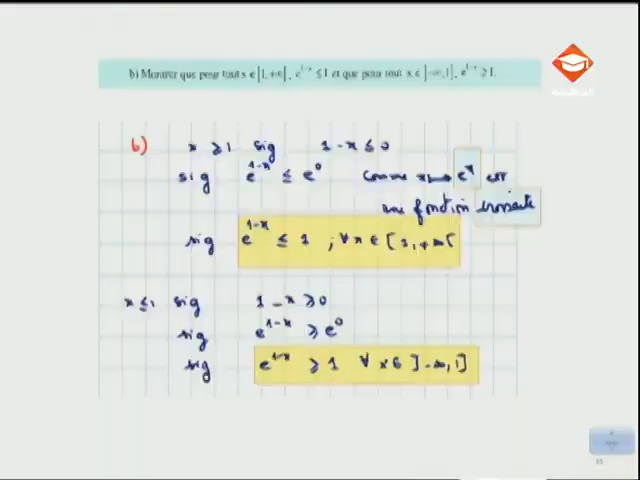 b) Montrer que pour tout x ∈ [1, +∞[, e^{1-x} ≤ 1 et que pour tout x ∈ ]-∞, 1], e^{1-x} ≥ 1.
b) x ≥ 1 sig 1 - x ≤ 0
sig e^{1-x} ≤ e^0 comme x ↦ e^x est
une fonction croissante
sig e^{1-x} ≤ 1 ; ∀ x ∈ [1, +∞[
x ≤ 1 sig 1 - x ≥ 0
sig e^{1-x} ≥ e^0
sig e^{1-x} ≥ 1 ∀ x ∈ ]-∞, 1]